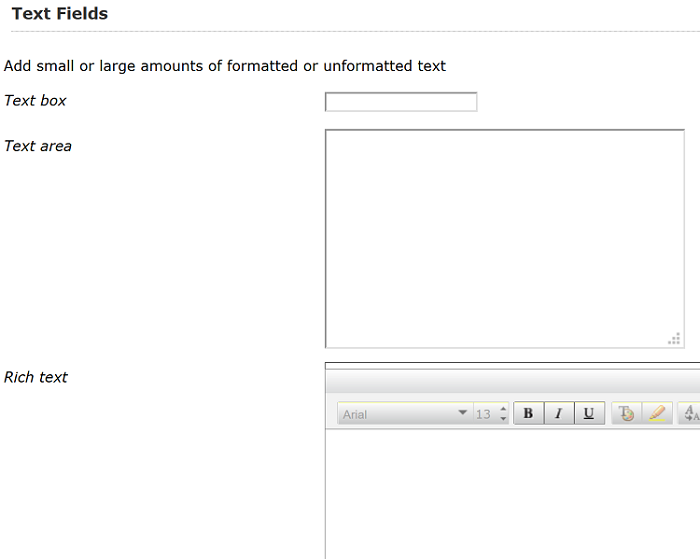 Text Fields
Add small or large amounts of formatted or unformatted text
Text box
Text area
Rich text
Arial 13 B I U T A A